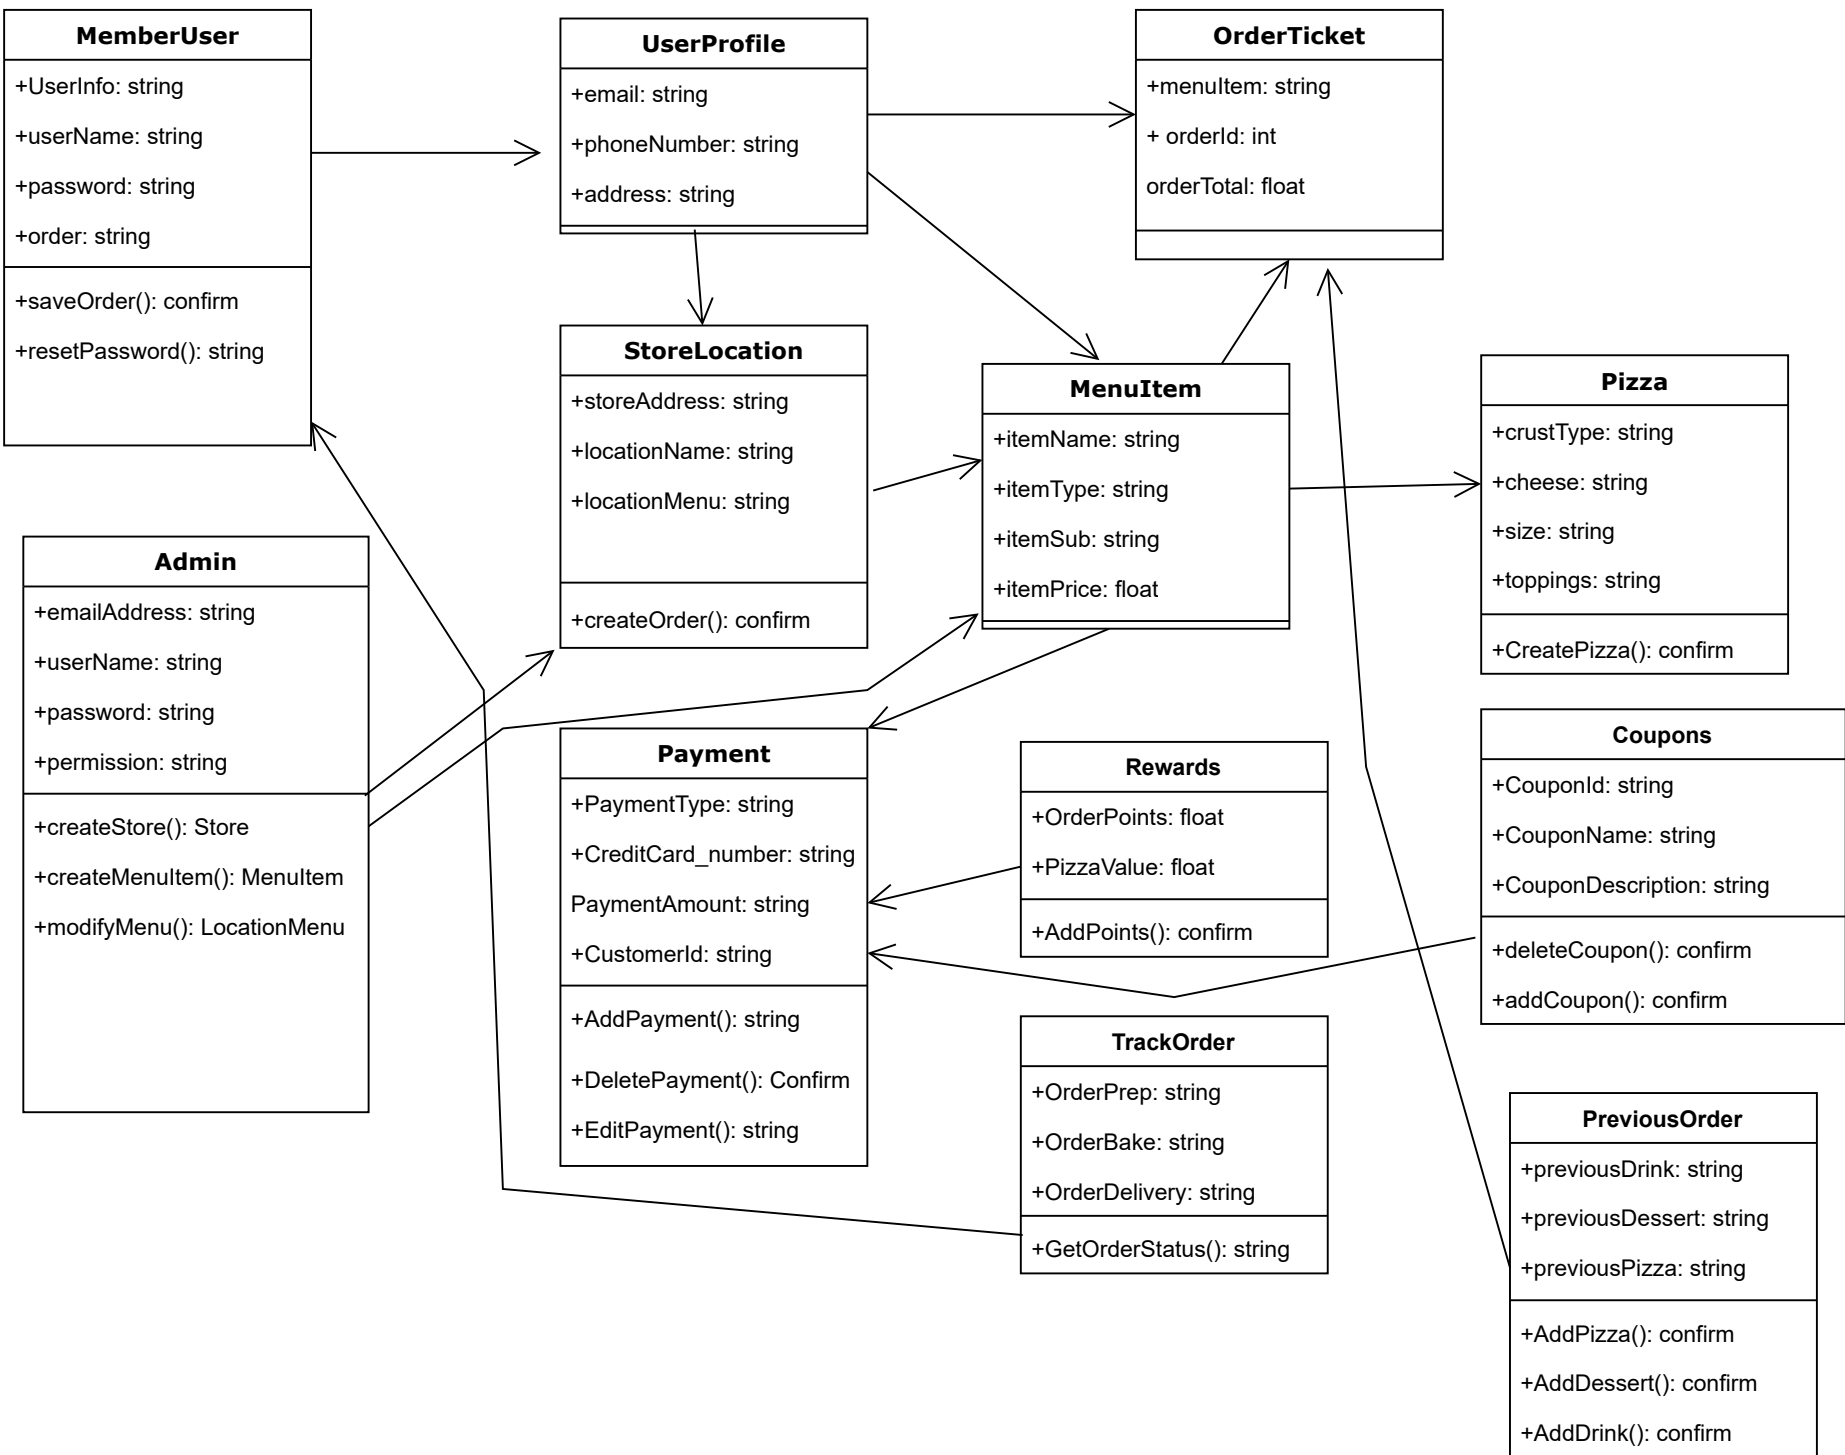 MemberUser
+UserInfo: string
+userName: string
+password: string
+order: string
+saveOrder(): confirm
+resetPassword(): string
UserProfile
+email: string
+phoneNumber: string
+address: string
OrderTicket
+menuItem: string
+ orderId: int
orderTotal: float
StoreLocation
+storeAddress: string
+locationName: string
+locationMenu: string
+createOrder(): confirm
MenuItem
+itemName: string
+itemType: string
+itemSub: string
+itemPrice: float
Pizza
+crustType: string
+cheese: string
+size: string
+toppings: string
+CreatePizza(): confirm
Admin
+emailAddress: string
+userName: string
+password: string
+permission: string
+createStore(): Store
+createMenuItem(): MenuItem
+modifyMenu(): LocationMenu
Payment
+PaymentType: string
+CreditCard_number: string
PaymentAmount: string
+CustomerId: string
+AddPayment(): string
+DeletePayment(): Confirm
+EditPayment(): string
Rewards
+OrderPoints: float
+PizzaValue: float
+AddPoints(): confirm
Coupons
+CouponId: string
+CouponName: string
+CouponDescription: string
+deleteCoupon(): confirm
+addCoupon(): confirm
TrackOrder
+OrderPrep: string
+OrderBake: string
+OrderDelivery: string
+GetOrderStatus(): string
PreviousOrder
+previousDrink: string
+previousDessert: string
+previousPizza: string
+AddPizza(): confirm
+AddDessert(): confirm
+AddDrink(): confirm